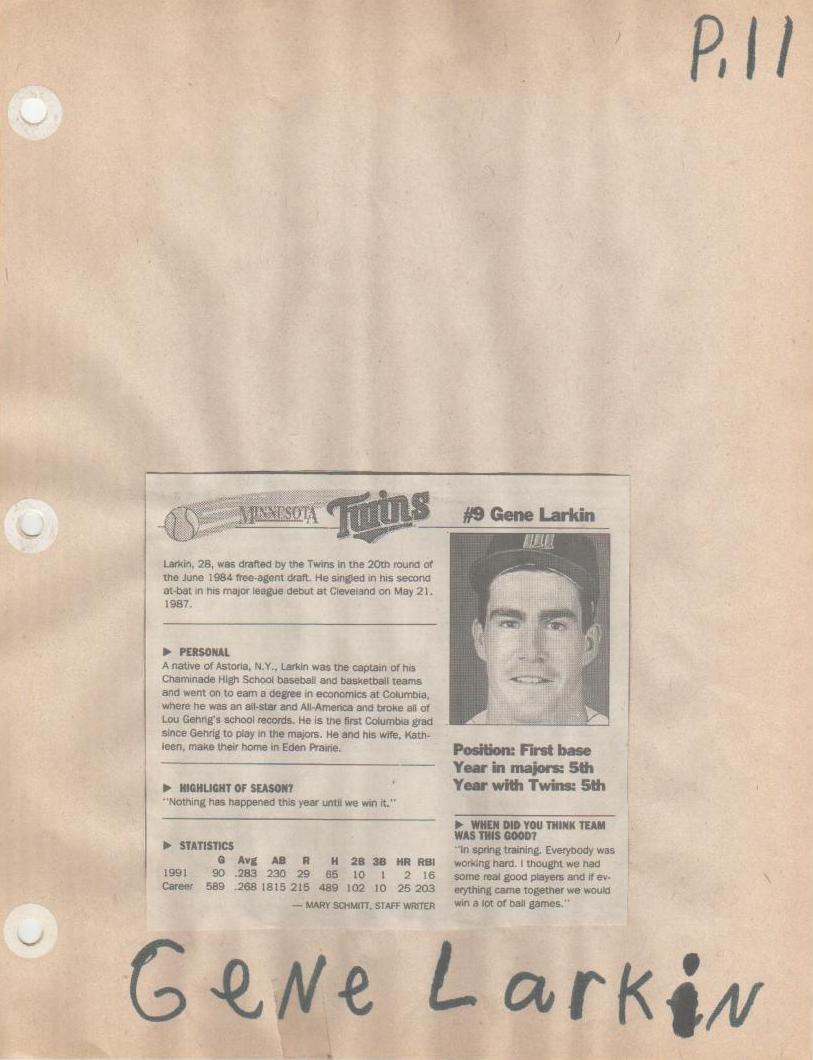 P.11
MINNESOTA Twins
#9 Gene Larkin
Larkin, 28, was drafted by the Twins in the 20th round of
the June 1984 free-agent draft. He singled in his second
at-bat in his major league debut at Cleveland on May 21,
1987.
► PERSONAL
A native of Astoria, N.Y., Larkin was the captain of his
Chaminade High School baseball and basketball teams
and went on to earn a degree in economics at Columbia,
where he was an all-star and All-America and broke all of
Lou Gehrig's school records. He is the first Columbia grad
since Gehrig to play in the majors. He and his wife, Kath-
leen, make their home in Eden Prairie.
► HIGHLIGHT OF SEASON?
"Nothing has happened this year until we win it."
► STATISTICS
G Avg AB R H 2B 3B HR RBI
1991 90 .283 230 29 65 10 1 2 16
Career 589 .268 1815 215 489 102 10 25 203
— MARY SCHMITT, STAFF WRITER
Position: First base
Year in majors: 5th
Year with Twins: 5th
► WHEN DID YOU THINK TEAM
WAS THIS GOOD?
"In spring training. Everybody was
working hard. I thought we had
some real good players and if ev-
erything came together we would
win a lot of ball games."
GeNe LarkiN